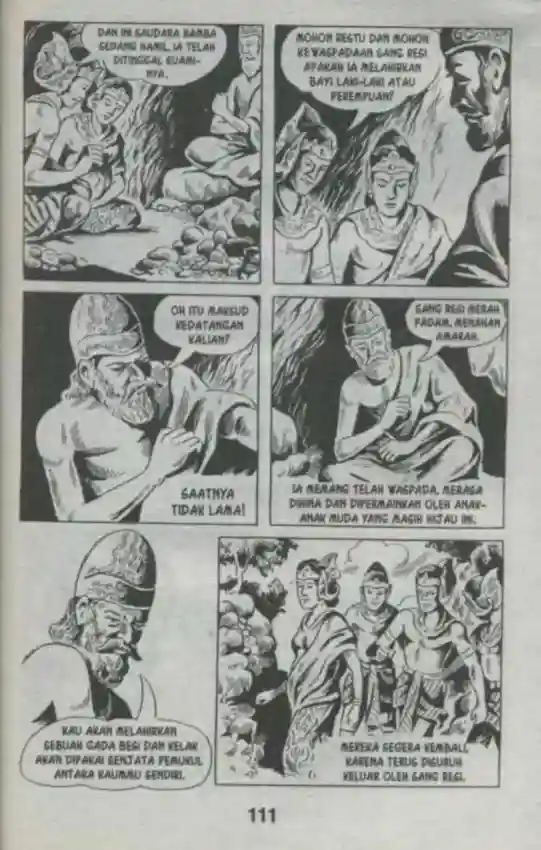 DAN INI SAUDARA HAMBA
SEDANG HAMIL. IA TELAH
DITINGGAL SUAMI-
NYA.
MOHON RESTU DAN MOHON
KEWASPADAAN SANG RESI
APAKAH IA MELAHIRKAN
BAYI LAKI-LAKI ATAU
PEREMPUAN?
OH ITU MAKSUD
KEDATANGAN
KALIAN?
SAATNYA
TIDAK LAMA!
SANG RESI MERAH
PADAM, MENAHAN
AMARAH.
IA MEMANG TELAH WASPADA, MERASA
DIHINA DAN DIPERMAINKAN OLEH ANAK-
ANAK MUDA YANG MASIH HIJAU INI.
KAU AKAN MELAHIRKAN
SEBUAH GADA BESI DAN KELAK
AKAN DIPAKAI SENJATA PEMUKUL
ANTARA KAUMMU SENDIRI.
MEREKA SEGERA KEMBALI,
KARENA TERUS DISURUH
KELUAR OLEH SANG RESI.
111